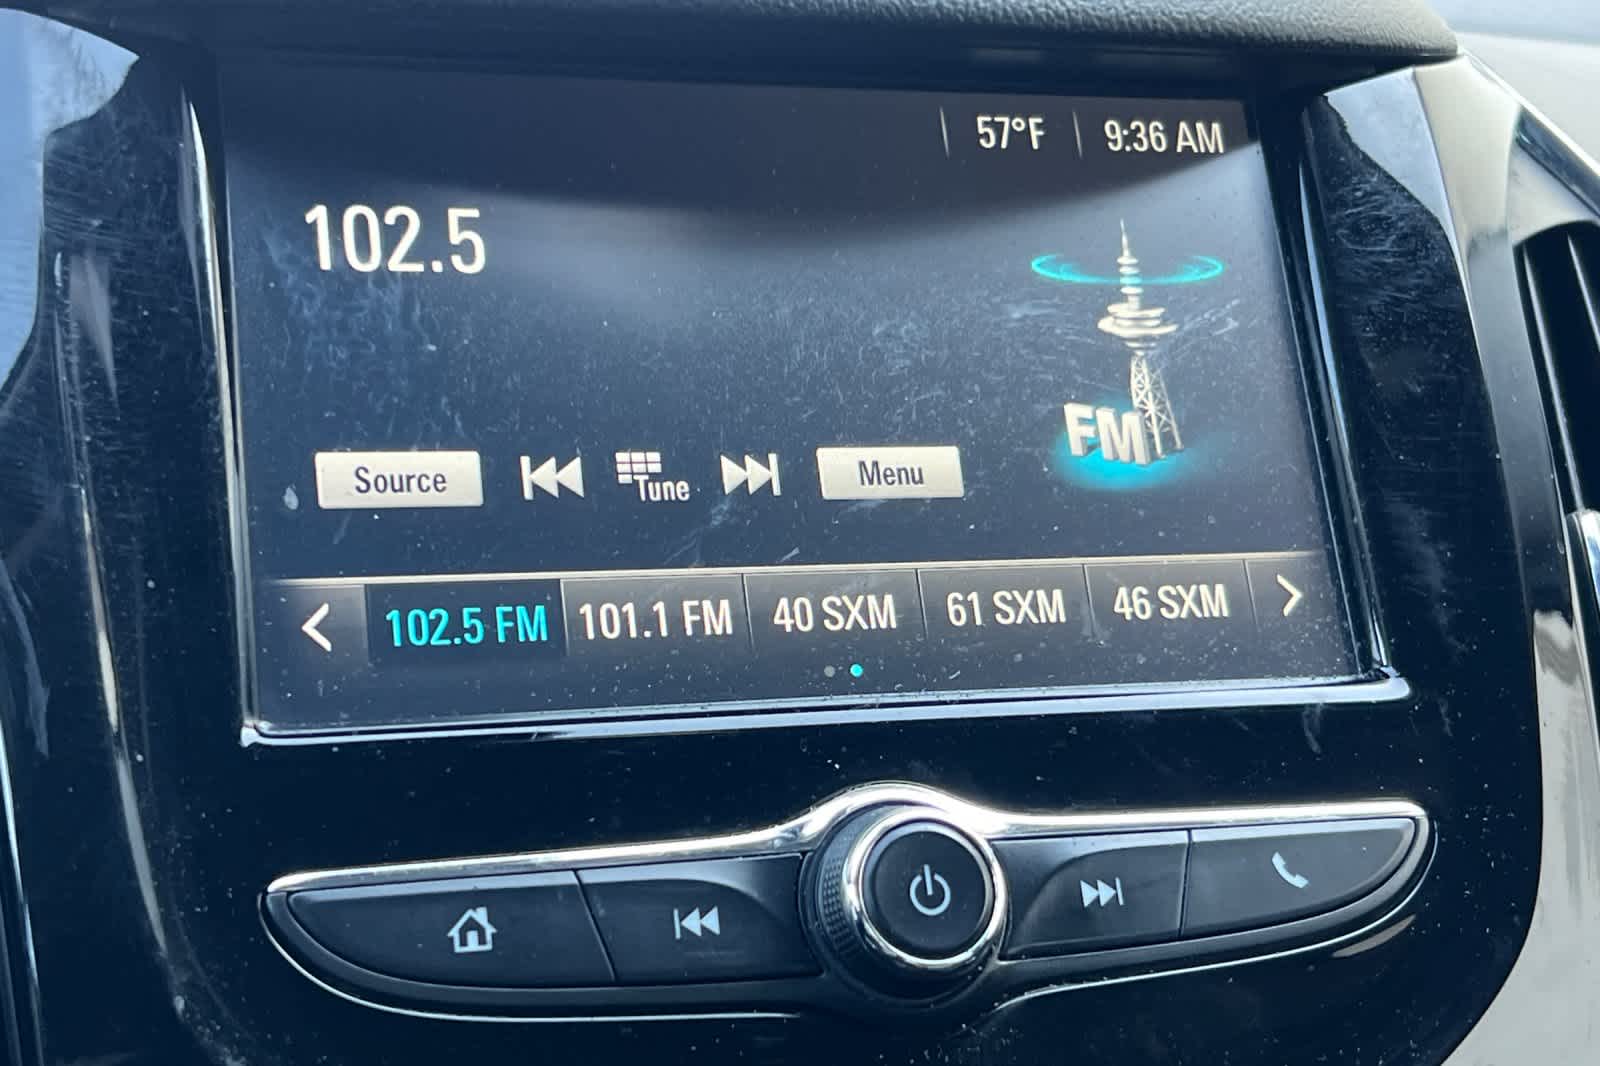 57°F 9:36 AM
102.5
FM
Source Tune Menu
102.5 FM 101.1 FM 40 SXM 61 SXM 46 SXM